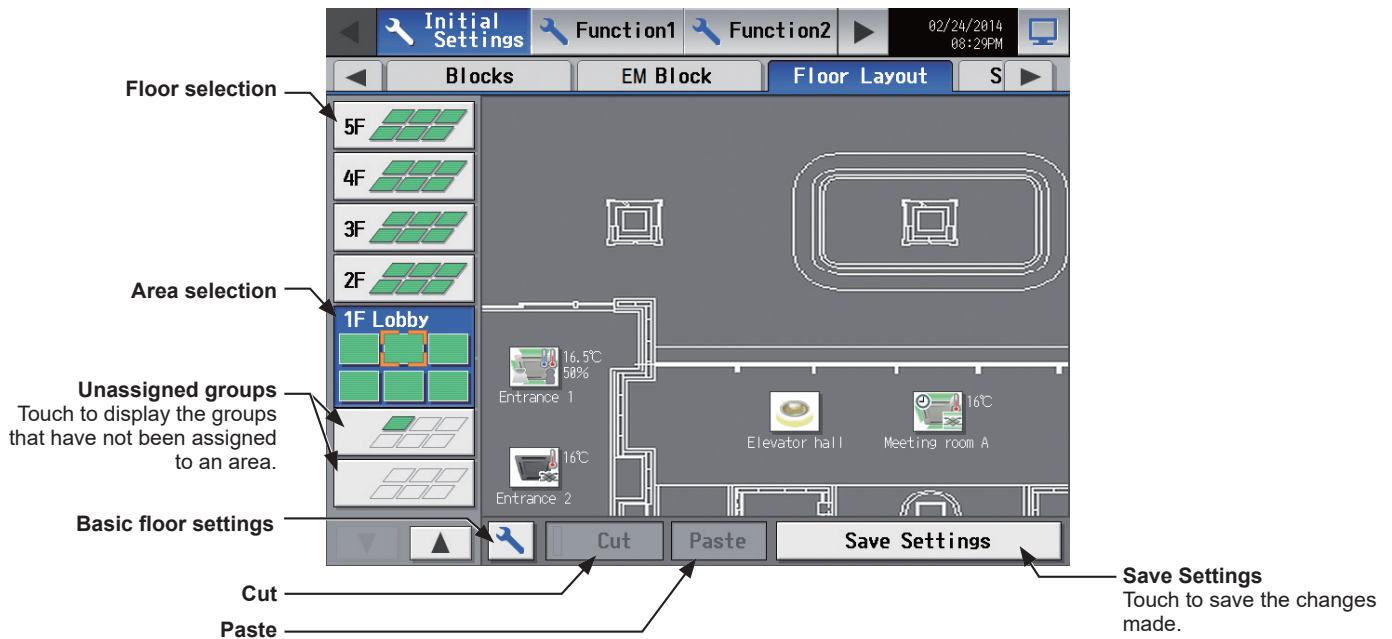 Initial
Settings
Function1
Function2
02/24/2014
08:29PM
Blocks
EM Block
Floor Layout
S
Floor selection
5F
4F
3F
2F
Area selection
1F Lobby
16.5℃
50%
Entrance 1
Unassigned groups
Touch to display the groups
that have not been assigned
to an area.
16℃
Elevator hall
Meeting room A
16℃
Entrance 2
Basic floor settings
Cut
Paste
Save Settings
Cut
Paste
Save Settings
Touch to save the changes
made.